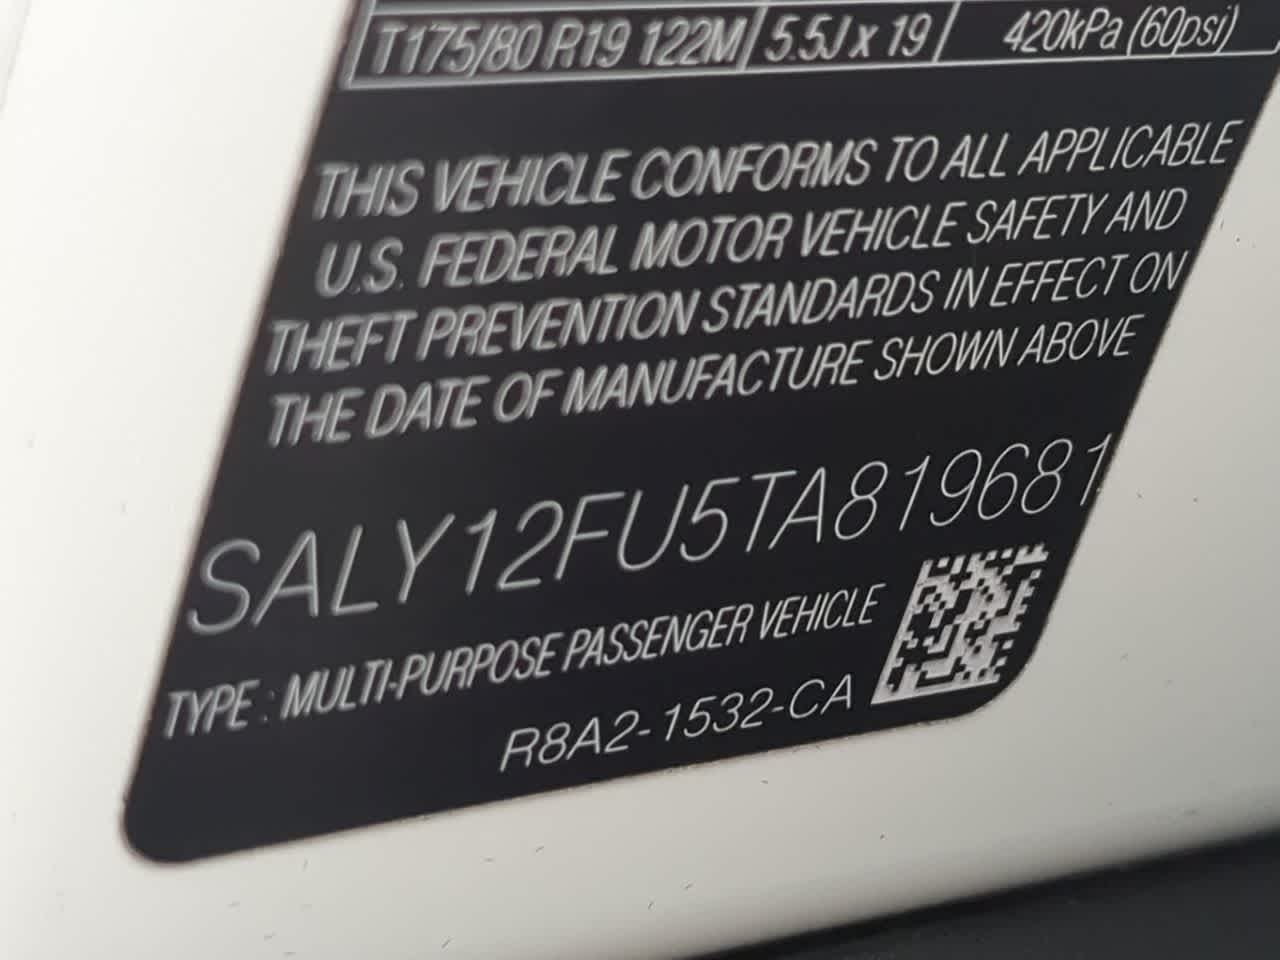 T175/80 R19 122M 5.5J x 19 420kPa (60psi)
THIS VEHICLE CONFORMS TO ALL APPLICABLE
U.S. FEDERAL MOTOR VEHICLE SAFETY AND
THEFT PREVENTION STANDARDS IN EFFECT ON
THE DATE OF MANUFACTURE SHOWN ABOVE
SALY12FU5TA819681
TYPE : MULTI-PURPOSE PASSENGER VEHICLE
R8A2-1532-CA